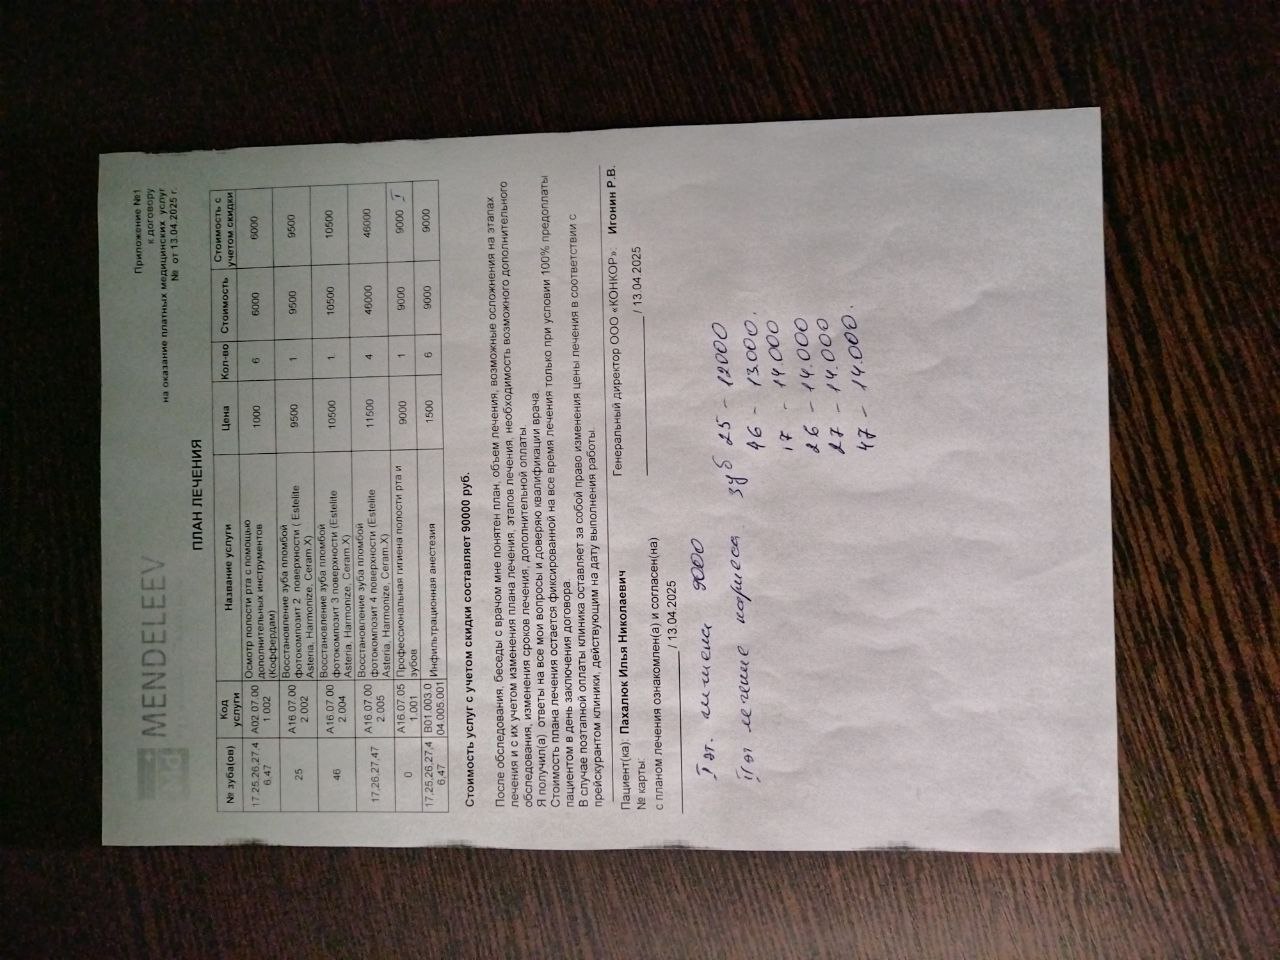 MENDELEEV
Приложение №1
к договору
на оказание платных медицинских услуг
№ от 13.04.2025 г.
ПЛАН ЛЕЧЕНИЯ
№ зуба(ов) Код услуги Название услуги Цена Кол-во Стоимость Стоимость с учетом скидки
17,25,26,27,46,47 A02.07.001.002 Осмотр полости рта с помощью дополнительных инструментов (Коффердам) 1000 6 6000 6000
25 A16.07.002.002 Восстановление зуба пломбой фотокомпозит 2 поверхности ( Estelite Asteria, Harmonize, Ceram.X) 9500 1 9500 9500
46 A16.07.002.004 Восстановление зуба пломбой фотокомпозит 3 поверхности (Estelite Asteria, Harmonize, Ceram.X) 10500 1 10500 10500
17,26,27,47 A16.07.002.005 Восстановление зуба пломбой фотокомпозит 4 поверхности (Estelite Asteria, Harmonize, Ceram.X) 11500 4 46000 46000
0 A16.07.051.001 Профессиональная гигиена полости рта и зубов 9000 1 9000 9000 I
17,25,26,27,46,47 B01.003.004.005.001 Инфильтрационная анестезия 1500 6 9000 9000
Стоимость услуг с учетом скидки составляет 90000 руб.
После обследования, беседы с врачом мне понятен план, объем лечения, возможные осложнения на этапах
лечения и с их учетом изменения плана лечения, этапов лечения, необходимость возможного дополнительного
обследования, изменения сроков лечения, дополнительной оплаты.
Я получил(а) ответы на все мои вопросы и доверяю квалификации врача.
Стоимость плана лечения остается фиксированной на все время лечения только при условии 100% предоплаты
пациентом в день заключения договора.
В случае поэтапной оплаты клиника оставляет за собой право изменения цены лечения в соответствии с
прейскурантом клиники, действующим на дату выполнения работы.
Пациент(ка): Пахалюк Илья Николаевич Генеральный директор ООО «КОНКОР»: Игонин Р.В.
№ карты:
с планом лечения ознакомлен(а) и согласен(на) / 13.04.2025
/ 13.04.2025
I эт. гигиена 9000
II эт лечение кариеса зуб 25 - 12000
46 - 13.000.
17 - 14.000
26 - 14.000
27 - 14.000
47 - 14.000.